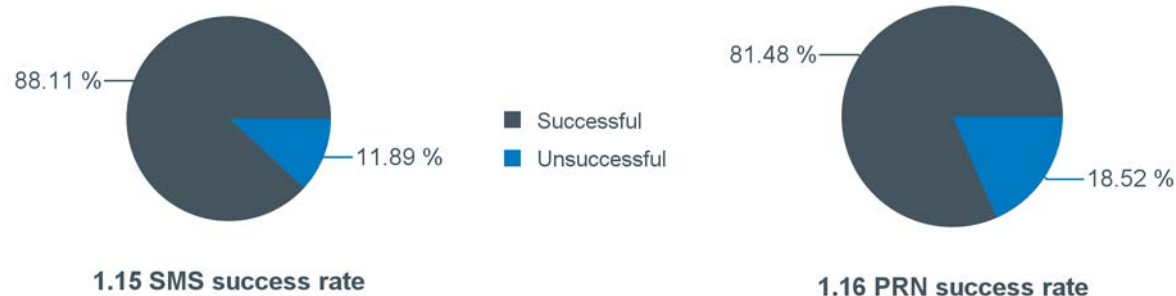 88.11 %
11.89 %
1.15 SMS success rate
Successful
Unsuccessful
81.48 %
18.52 %
1.16 PRN success rate